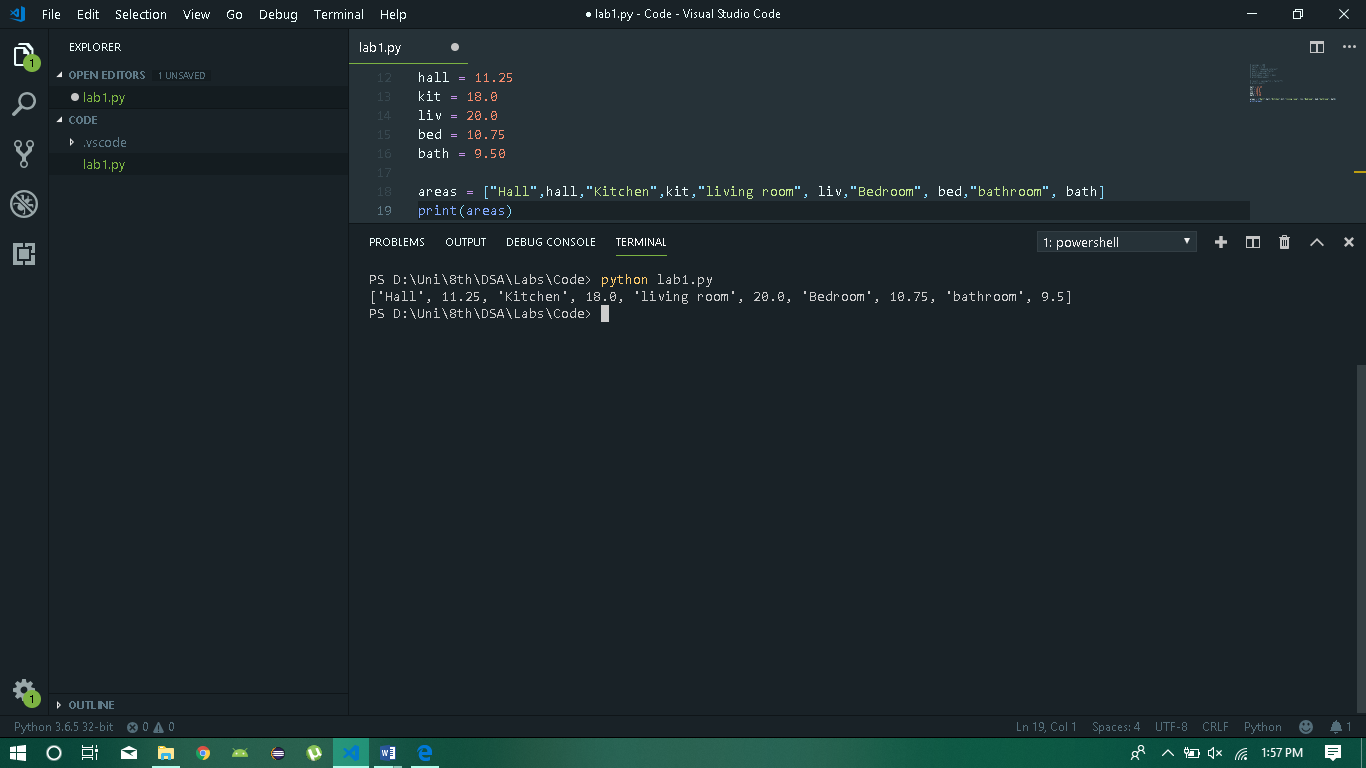 File Edit Selection View Go Debug Terminal Help
● lab1.py - Code - Visual Studio Code
EXPLORER
OPEN EDITORS 1 UNSAVED
lab1.py
CODE
.vscode
lab1.py
OUTLINE
1
1
lab1.py
12 hall = 11.25
13 kit = 18.0
14 liv = 20.0
15 bed = 10.75
16 bath = 9.50
17
18 areas = ["Hall",hall,"Kitchen",kit,"living room", liv,"Bedroom", bed,"bathroom", bath]
19 print(areas)
PROBLEMS OUTPUT DEBUG CONSOLE TERMINAL
1: powershell
PS D:\Uni\8th\DSA\Labs\Code> python lab1.py
['Hall', 11.25, 'Kitchen', 18.0, 'living room', 20.0, 'Bedroom', 10.75, 'bathroom', 9.5]
PS D:\Uni\8th\DSA\Labs\Code>
Python 3.6.5 32-bit 0 0
Ln 19, Col 1 Spaces: 4 UTF-8 CRLF Python 1
1:57 PM